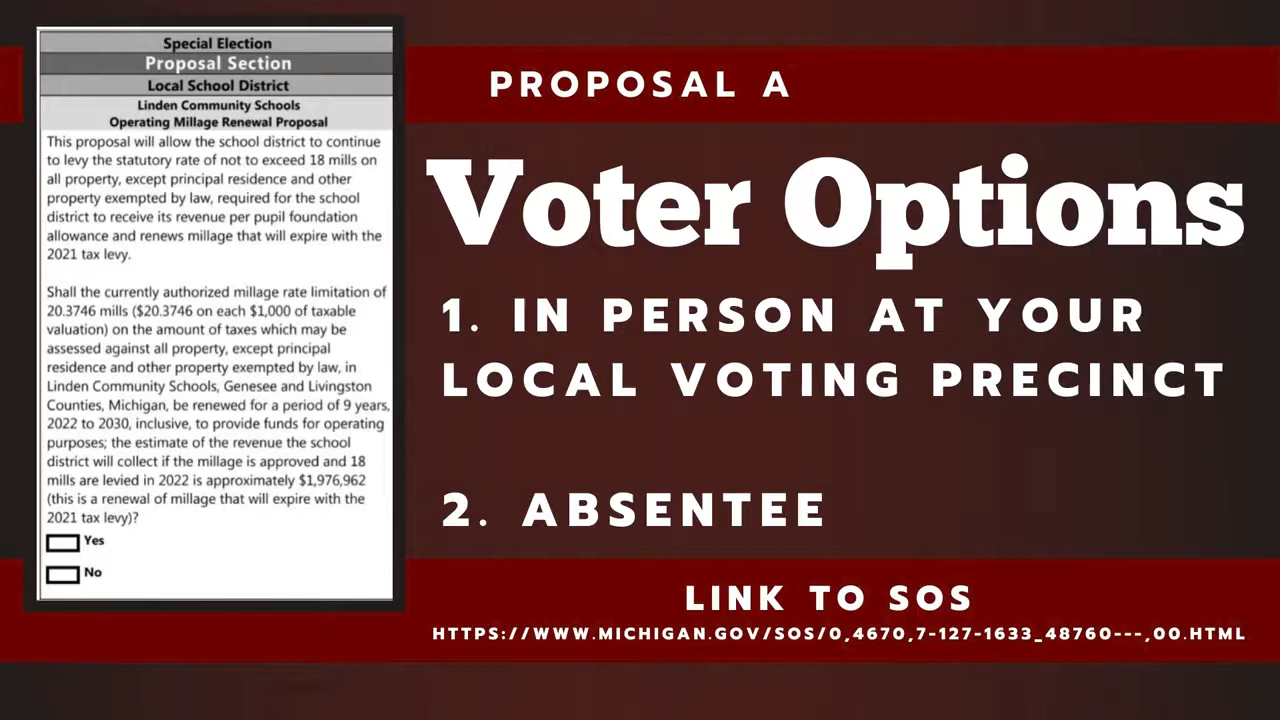 Special Election
Proposal Section
Local School District
Linden Community Schools
Operating Millage Renewal Proposal
This proposal will allow the school district to continue
to levy the statutory rate of not to exceed 18 mills on
all property, except principal residence and other
property exempted by law, required for the school
district to receive its revenue per pupil foundation
allowance and renews millage that will expire with the
2021 tax levy.
Shall the currently authorized millage rate limitation of
20.3746 mills ($20.3746 on each $1,000 of taxable
valuation) on the amount of taxes which may be
assessed against all property, except principal
residence and other property exempted by law, in
Linden Community Schools, Genesee and Livingston
Counties, Michigan, be renewed for a period of 9 years,
2022 to 2030, inclusive, to provide funds for operating
purposes; the estimate of the revenue the school
district will collect if the millage is approved and 18
mills are levied in 2022 is approximately $1,976,962
(this is a renewal of millage that will expire with the
2021 tax levy)?
Yes
No
PROPOSAL A
Voter Options
1. IN PERSON AT YOUR
LOCAL VOTING PRECINCT
2. ABSENTEE
LINK TO SOS
HTTPS://WWW.MICHIGAN.GOV/SOS/0,4670,7-127-1633_48760---,00.HTML